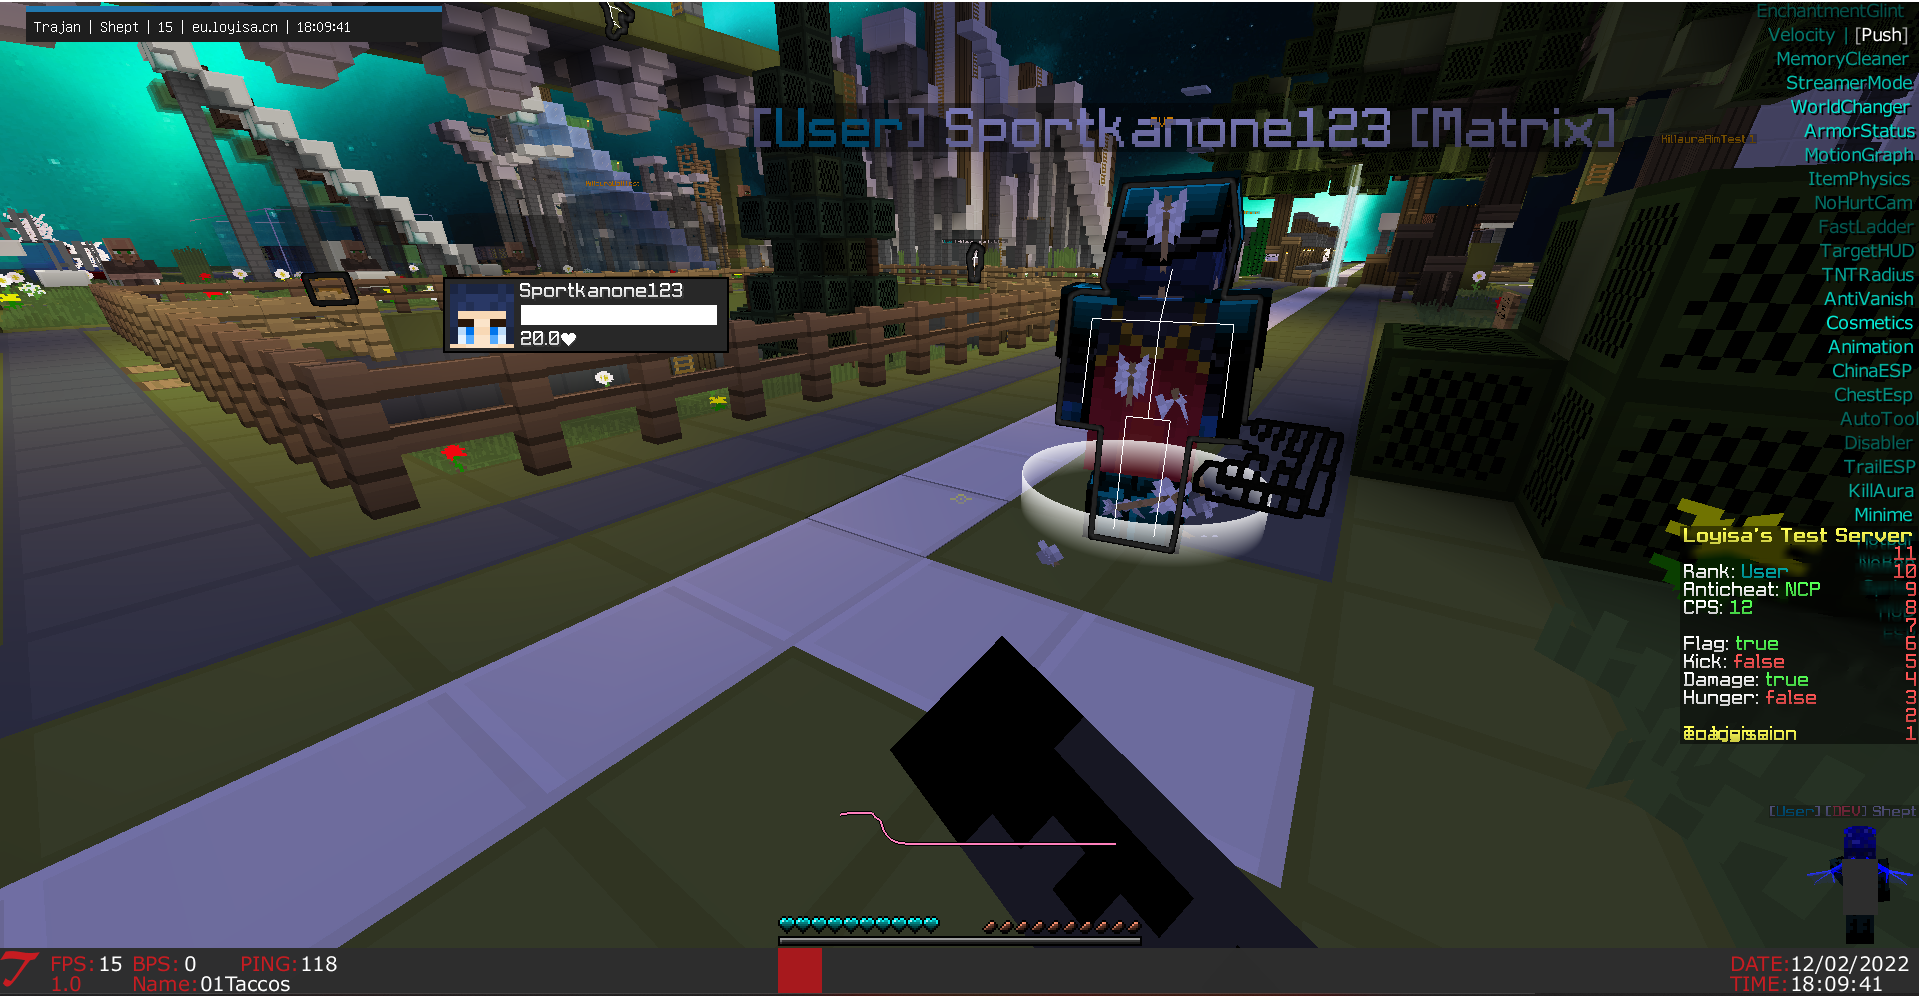 Trajan | Shept | 15 | eu.loyisa.cn | 18:09:41
EnchantmentGlint
Velocity | [Push]
MemoryCleaner
StreamerMode
WorldChanger
ArmorStatus
MotionGraph
ItemPhysics
NoHurtCam
FastLadder
TargetHUD
TNTRadius
AntiVanish
Cosmetics
Animation
ChinaESP
ChestEsp
AutoTool
Disabler
TrailESP
KillAura
Minime
[User] Sportkanone123 [Matrix]
KillauraAimTest 1
Sportkanone123
20.0♥
Loyisa's Test Server
11
Rank: User 10
Anticheat: NCP 9
CPS: 12 8
7
Flag: true 6
Kick: false 5
Damage: true 4
Hunger: false 3
2
1
[User] [DEV] Shept
FPS: 15 BPS: 0 PING: 118
1.0 Name: 01Taccos
DATE: 12/02/2022
TIME: 18:09:41